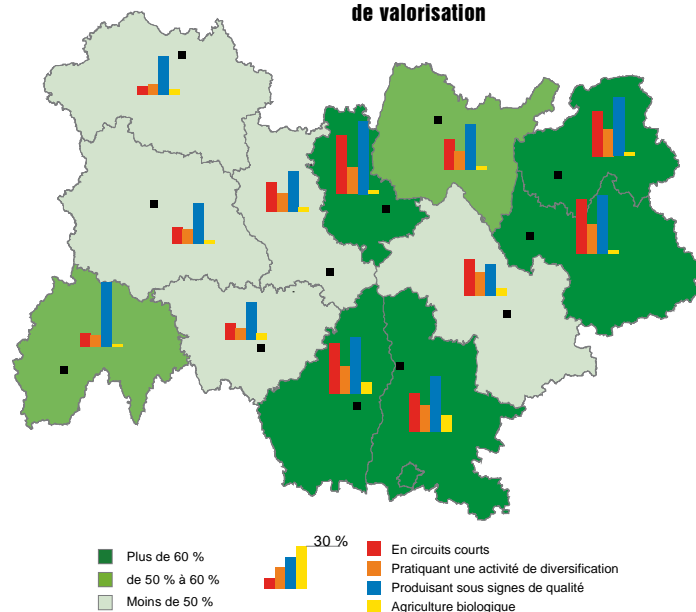 de valorisation
30 %
Plus de 60 %
de 50 % à 60 %
Moins de 50 %
En circuits courts
Pratiquant une activité de diversification
Produisant sous signes de qualité
Agriculture biologique